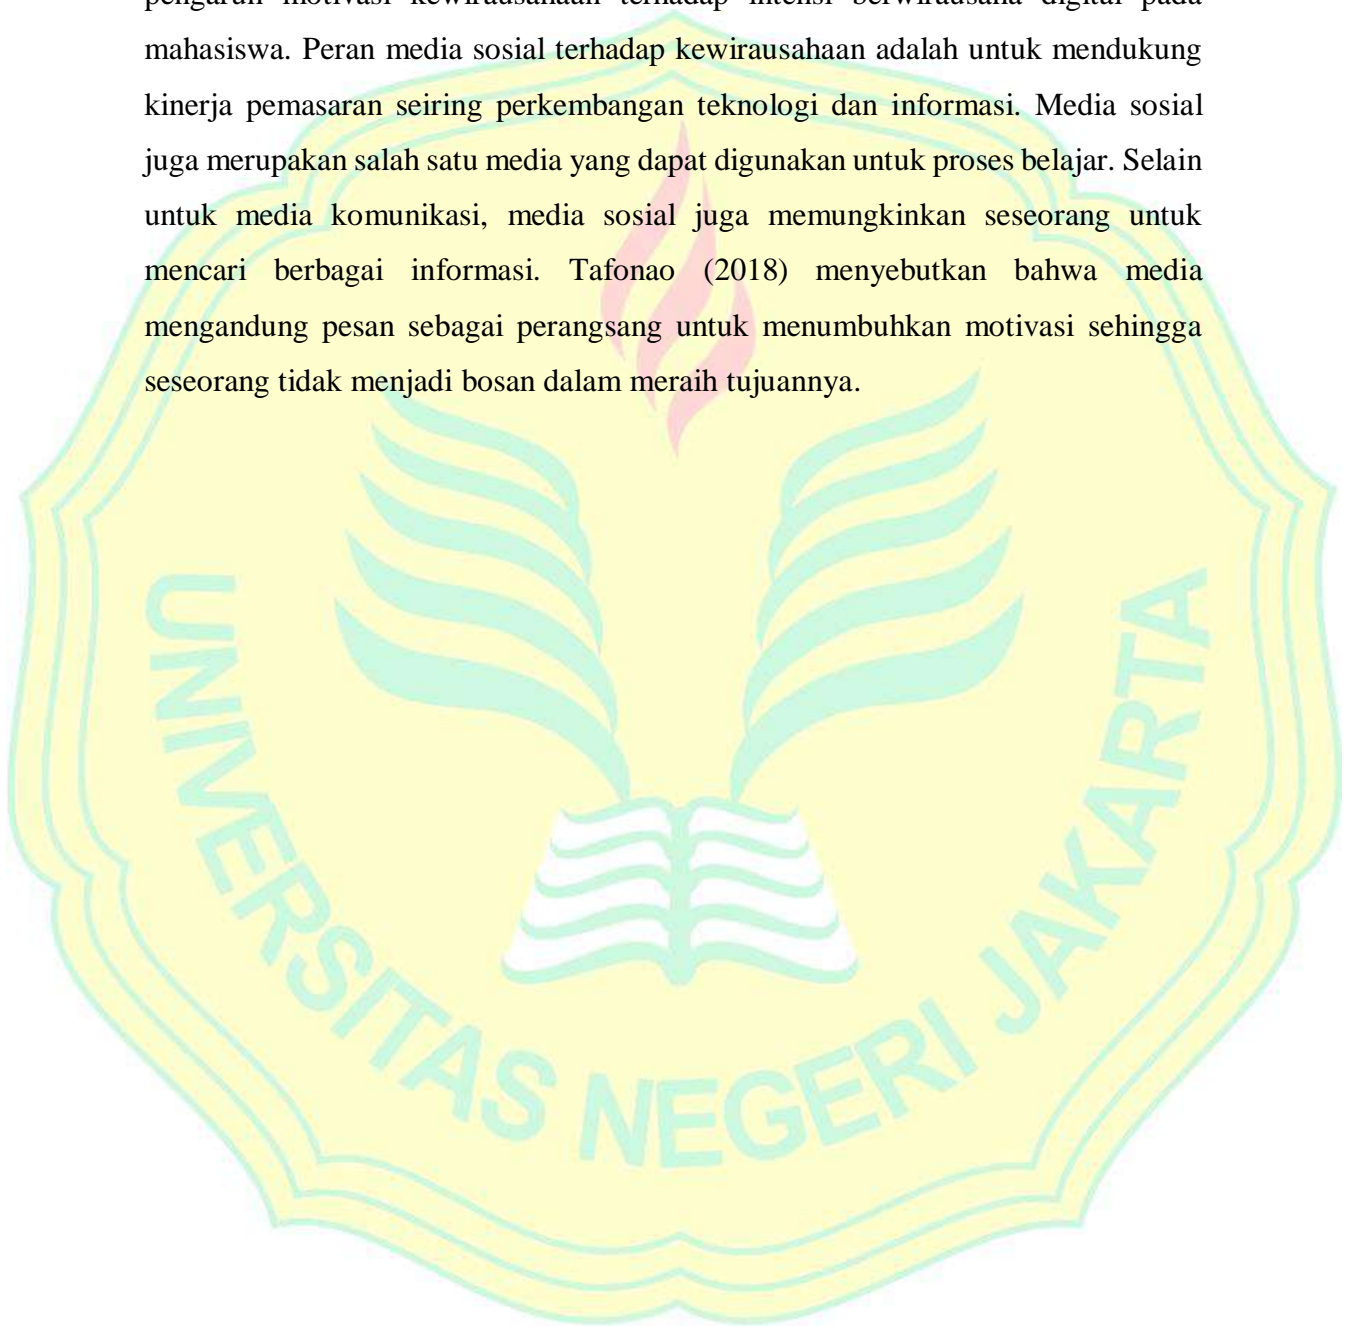 pengaruh motivasi kewirausahaan terhadap intensi berwirausaha digital pada
mahasiswa. Peran media sosial terhadap kewirausahaan adalah untuk mendukung
kinerja pemasaran seiring perkembangan teknologi dan informasi. Media sosial
juga merupakan salah satu media yang dapat digunakan untuk proses belajar. Selain
untuk media komunikasi, media sosial juga memungkinkan seseorang untuk
mencari berbagai informasi. Tafonao (2018) menyebutkan bahwa media
mengandung pesan sebagai perangsang untuk menumbuhkan motivasi sehingga
seseorang tidak menjadi bosan dalam meraih tujuannya.
UNIVERSITAS NEGERI JAKARTA